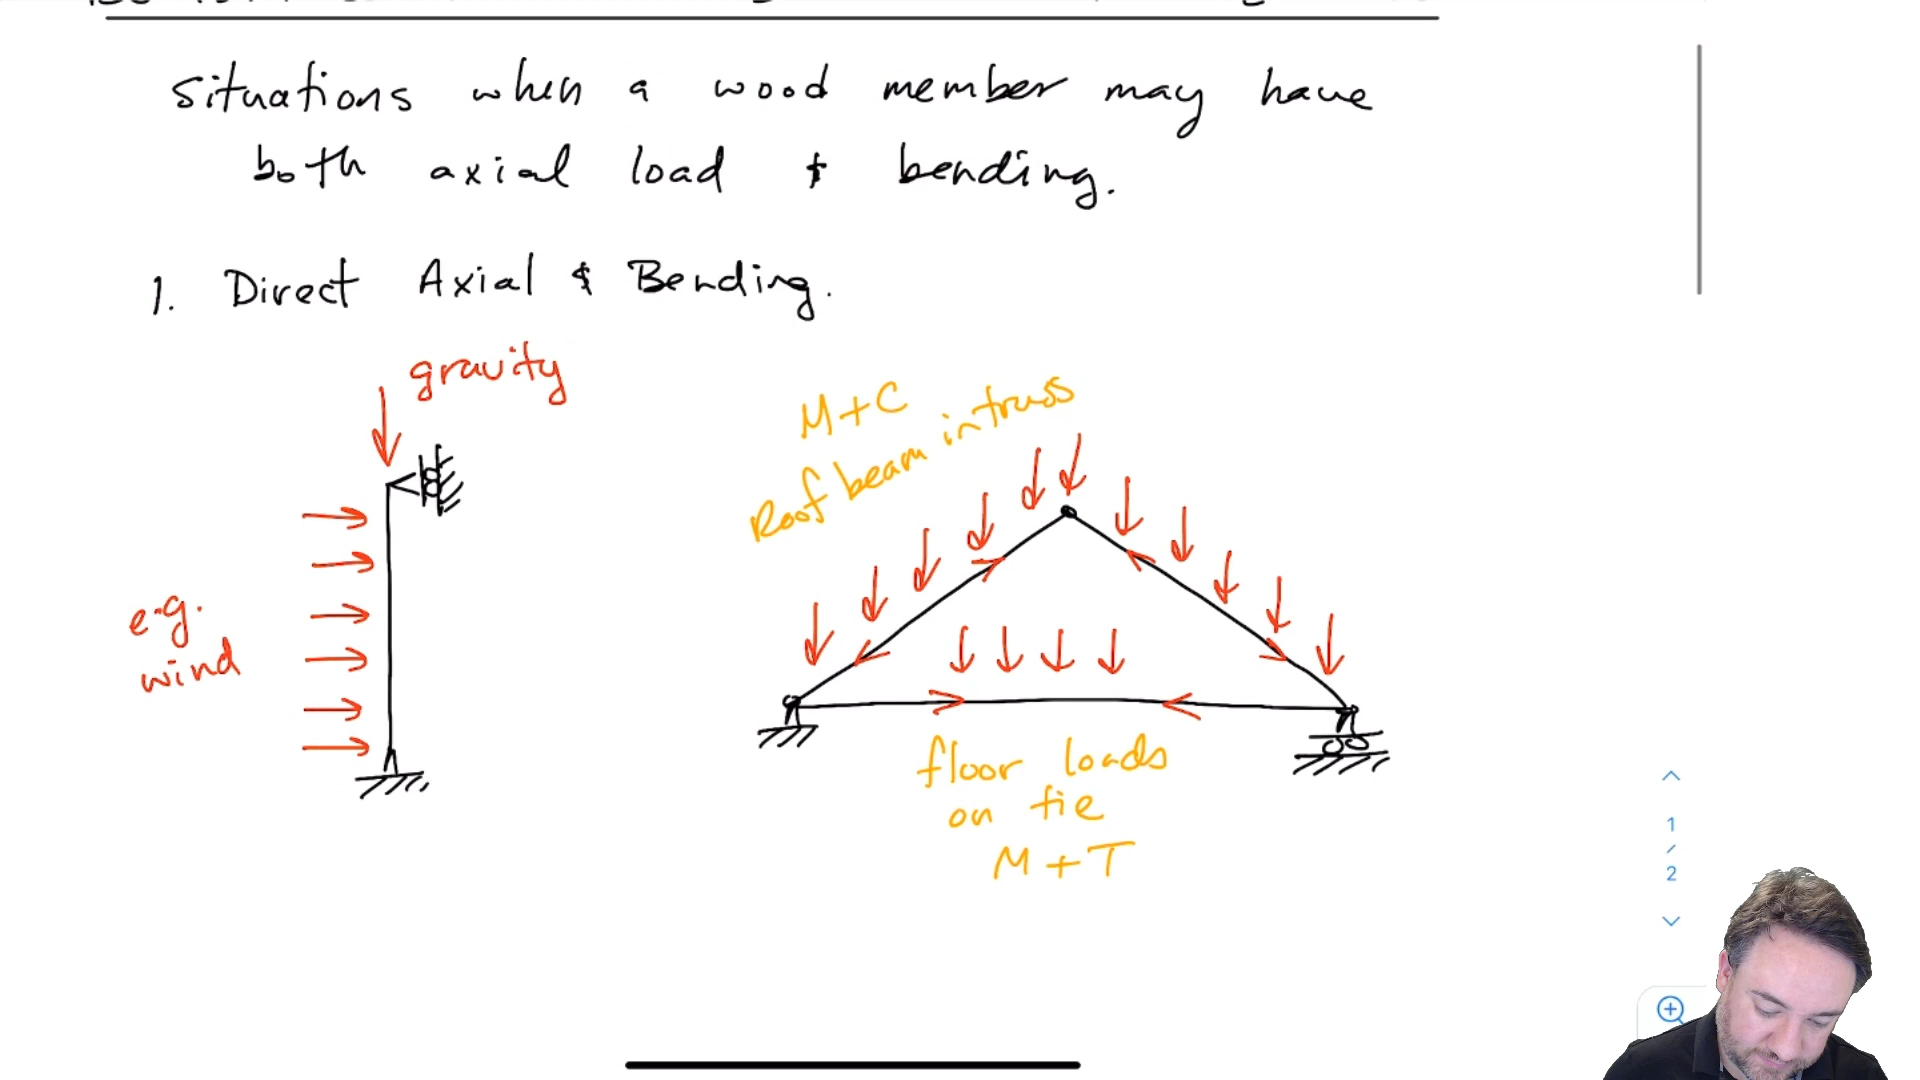 situations when a wood member may have
both axial load & bending.
1. Direct Axial & Bending.
gravity
e.g.
wind
M + C
Roof beam in truss
floor loads
on tie
M + T
1
/
2